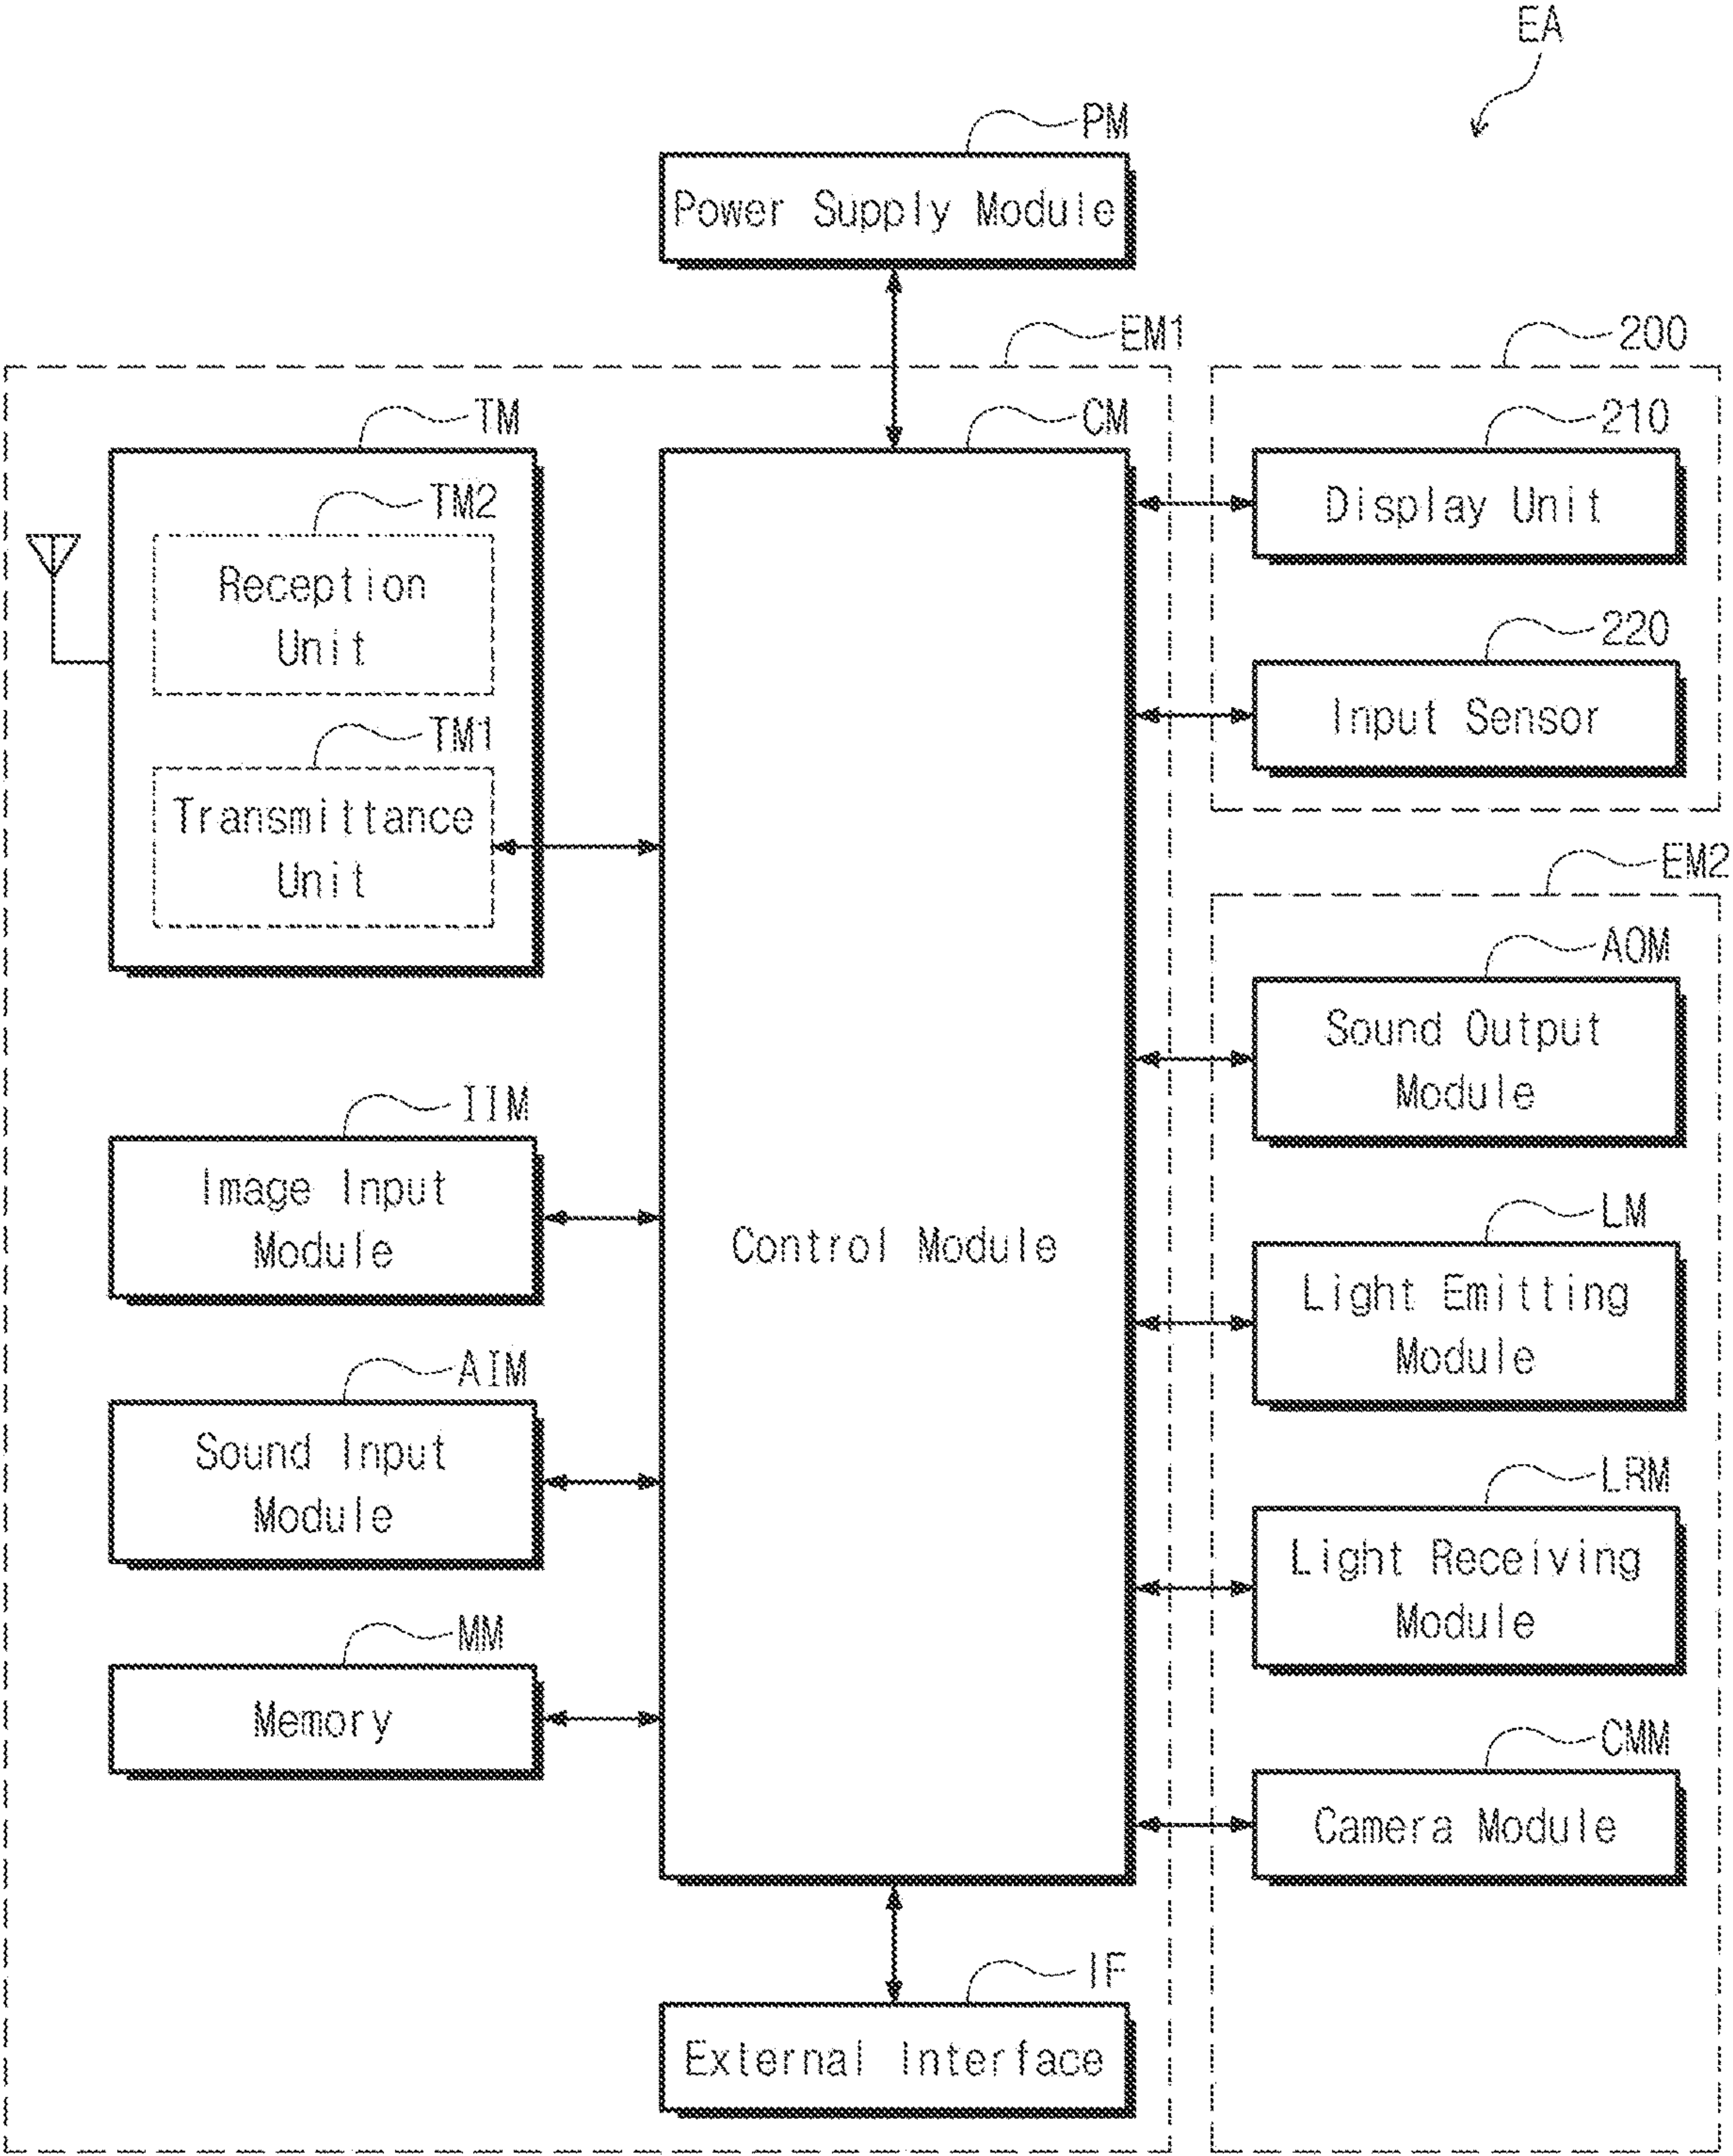 EA
PM
Power Supply Module
EM1
200
TM
CM
210
TM2
Display Unit
Reception
Unit
220
Input Sensor
TM1
Transmittance
Unit
EM2
AOM
Sound Output
Module
IIM
Image Input
Module
LM
Control Module
Light Emitting
Module
AIM
Sound Input
Module
LRM
Light Receiving
Module
MM
Memory
CMM
Camera Module
IF
External Interface